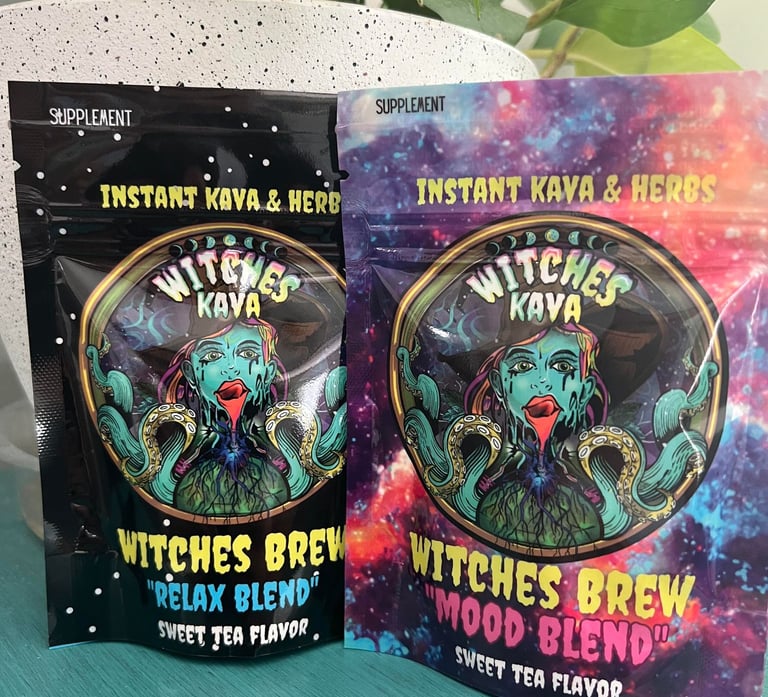 SUPPLEMENT
INSTANT KAVA & HERB
WITCHES
KAVA
WITCHES BREW
"RELAX BLEND"
SWEET TEA FLAVOR
SUPPLEMENT
INSTANT KAVA & HERBS
WITCHES
KAVA
WITCHES BREW
"MOOD BLEND"
SWEET TEA FLAVOR